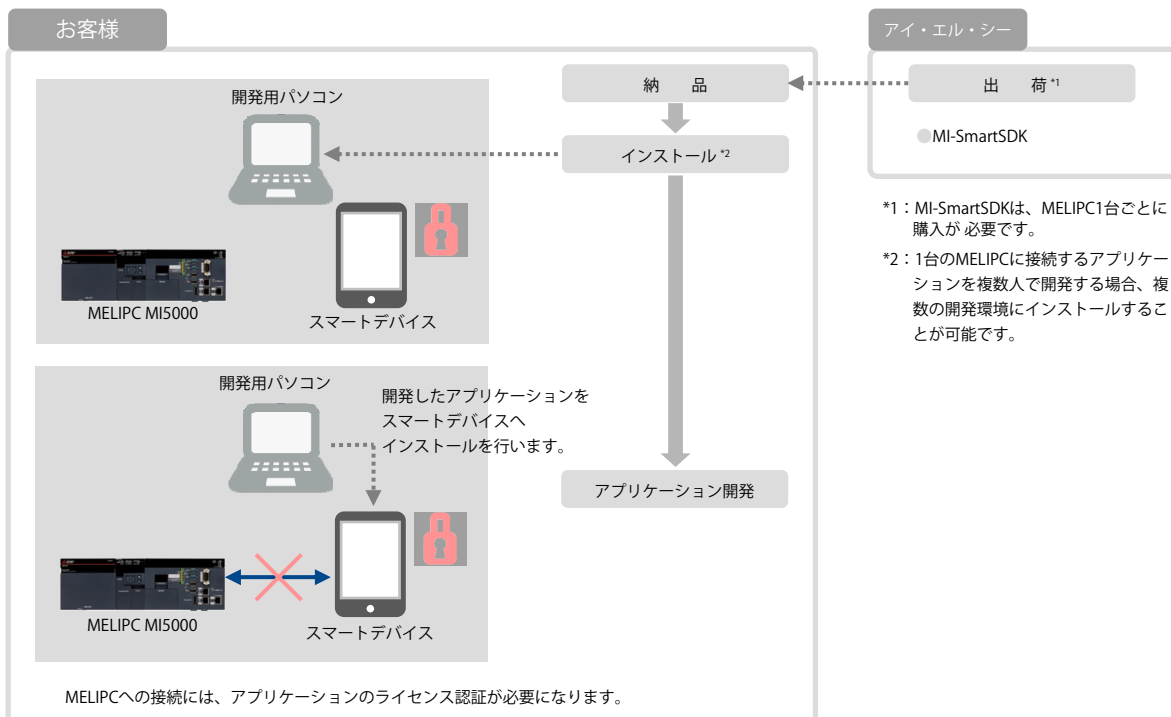 お客様
開発用パソコン
MELIPC MI5000
スマートデバイス
納 品
インストール *2
アプリケーション開発
開発用パソコン
開発したアプリケーションを
スマートデバイスへ
インストールを行います。
MELIPC MI5000
スマートデバイス
MELIPCへの接続には、アプリケーションのライセンス認証が必要になります。
アイ・エル・シー
出 荷 *1
MI-SmartSDK
*1：MI-SmartSDKは、MELIPC1台ごとに
購入が 必要です。
*2：1台のMELIPCに接続するアプリケー
ションを複数人で開発する場合、複
数の開発環境にインストールするこ
とが可能です。